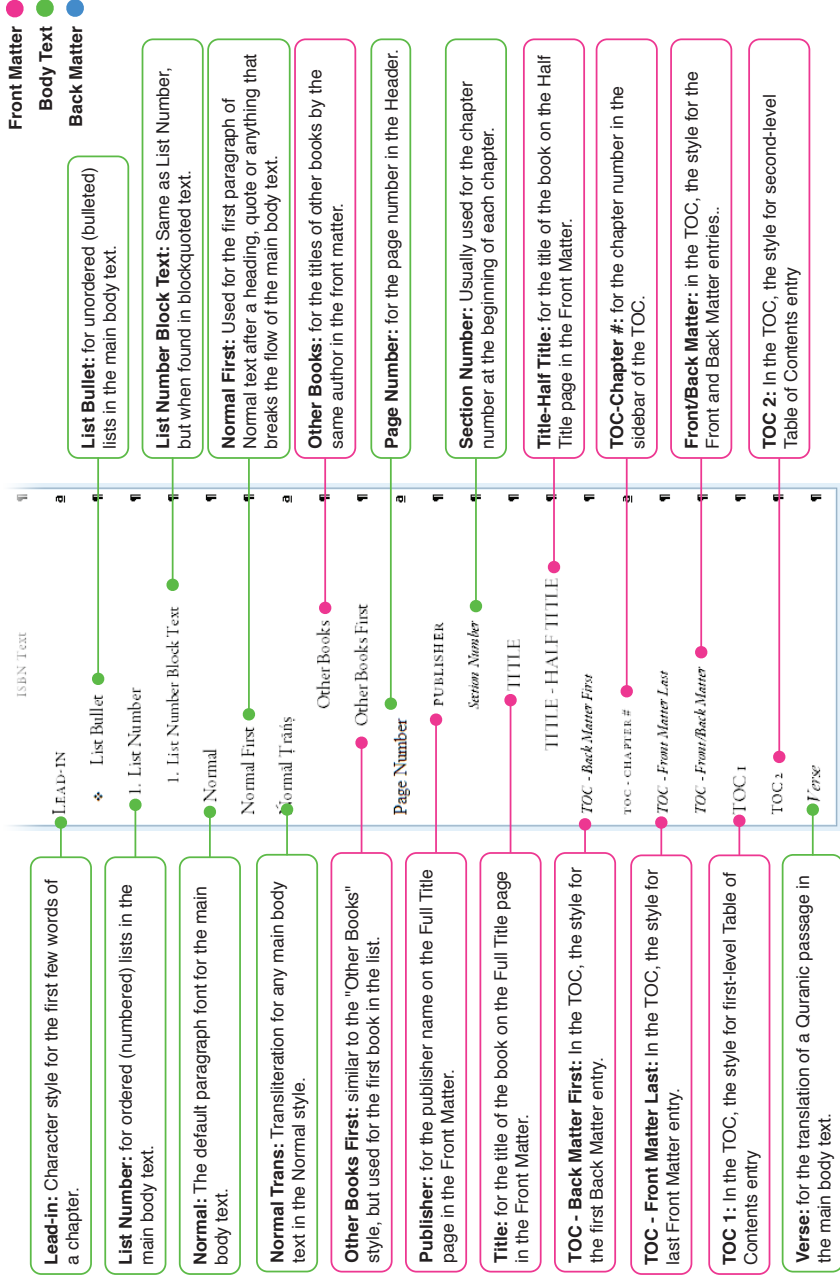 Front Matter
Body Text
Back Matter
Lead-in: Character style for the first few words of
a chapter.
List Number: for ordered (numbered) lists in the
main body text.
Normal: The default paragraph font for the main
body text.
Normal Trans: Transliteration for any main body
text in the Normal style.
Other Books First: similar to the "Other Books"
style, but used for the first book in the list.
Publisher: for the publisher name on the Full Title
page in the Front Matter.
Title: for the title of the book on the Full Title page
in the Front Matter.
TOC - Back Matter First: In the TOC, the style for
the first Back Matter entry.
TOC - Front Matter Last: In the TOC, the style for
last Front Matter entry.
TOC 1: In the TOC, the style for first-level Table of
Contents entry
Verse: for the translation of a Quranic passage in
the main body text.
ISBN Text ¶
LEAD-IN a
❖ List Bullet ¶
1. List Number ¶
1. List Number Block Text ¶
Normal ¶
Normal First ¶
Ṅormal Ṭrāṅṣ a
Other Books ¶
Other Books First ¶
Page Number a
PUBLISHER ¶
Section Number ¶
TITLE ¶
TITLE - HALF TITLE ¶
TOC - Back Matter First ¶
TOC - CHAPTER # a
TOC - Front Matter Last ¶
TOC - Front/Back Matter ¶
TOC 1 ¶
TOC 2 ¶
Verse ¶
List Bullet: for unordered (bulleted)
lists in the main body text.
List Number Block Text: Same as List Number,
but when found in blockquoted text.
Normal First: Used for the first paragraph of
Normal text after a heading, quote or anything that
breaks the flow of the main body text.
Other Books: for the titles of other books by the
same author in the front matter.
Page Number: for the page number in the Header.
Section Number: Usually used for the chapter
number at the beginning of each chapter.
Title-Half Title: for the title of the book on the Half
Title page in the Front Matter.
TOC-Chapter #: for the chapter number in the
sidebar of the TOC.
Front/Back Matter: in the TOC, the style for the
Front and Back Matter entries..
TOC 2: In the TOC, the style for second-level
Table of Contents entry